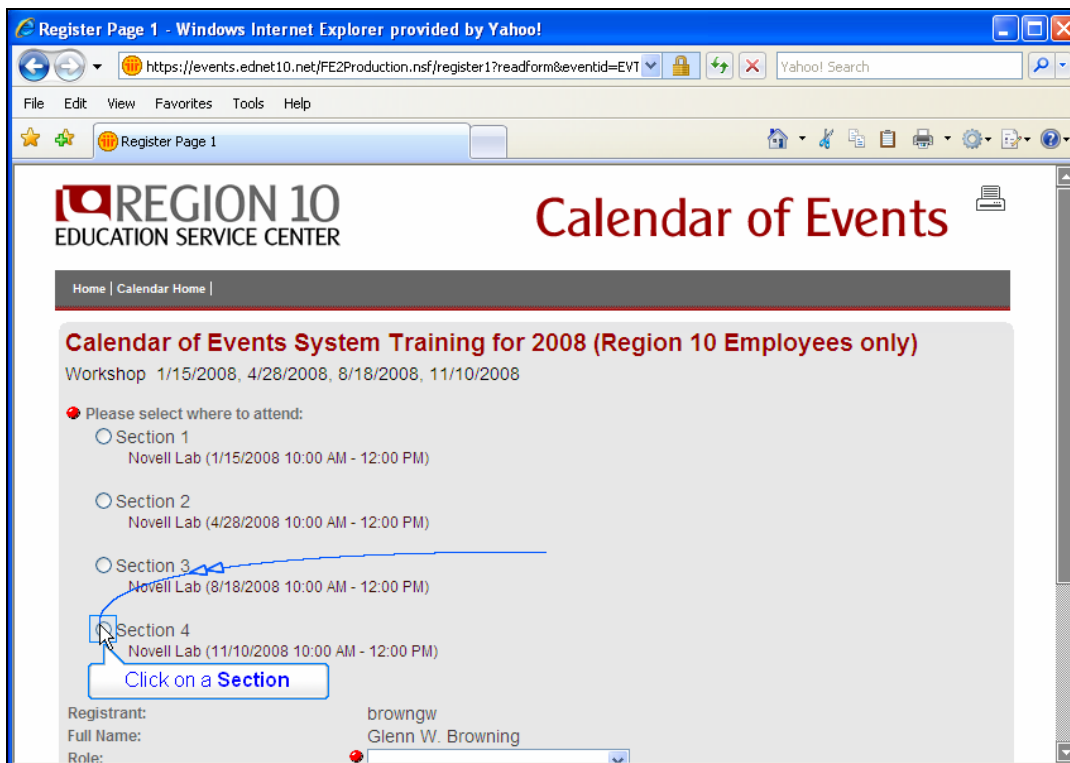 Register Page 1 - Windows Internet Explorer provided by Yahoo!
https://events.ednet10.net/FE2Production.nsf/register1?readform&eventid=EVT
Yahoo! Search
File Edit View Favorites Tools Help
Register Page 1
REGION 10
EDUCATION SERVICE CENTER
Calendar of Events
Home | Calendar Home |
Calendar of Events System Training for 2008 (Region 10 Employees only)
Workshop 1/15/2008, 4/28/2008, 8/18/2008, 11/10/2008
Please select where to attend:
Section 1
Novell Lab (1/15/2008 10:00 AM - 12:00 PM)
Section 2
Novell Lab (4/28/2008 10:00 AM - 12:00 PM)
Section 3
Novell Lab (8/18/2008 10:00 AM - 12:00 PM)
Section 4
Novell Lab (11/10/2008 10:00 AM - 12:00 PM)
Click on a Section
Registrant: browngw
Full Name: Glenn W. Browning
Role: